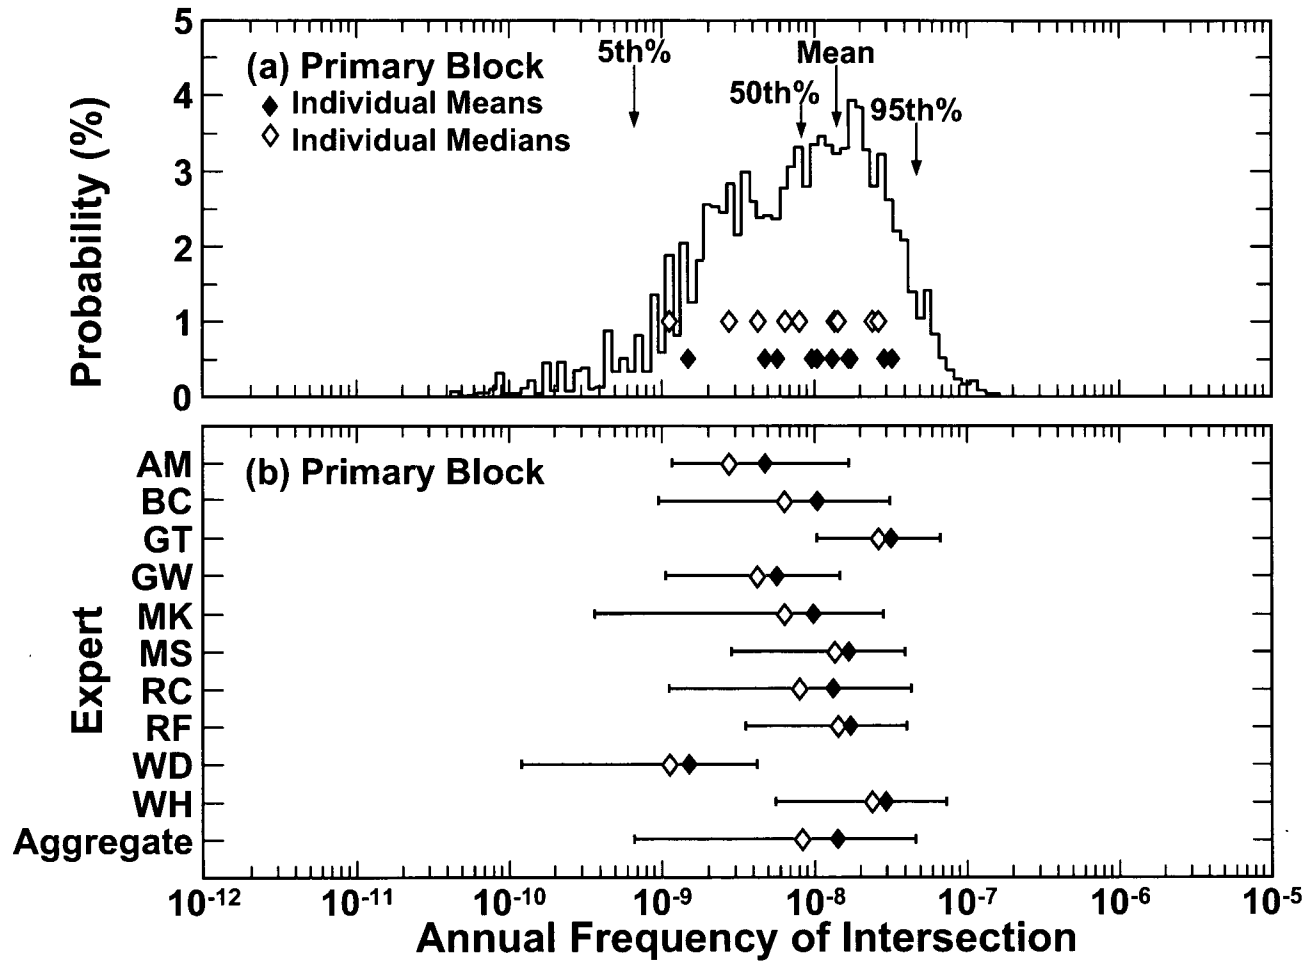 5
4
3
2
1
0
Probability (%)
(a) Primary Block
Individual Means
Individual Medians
5th%
Mean
50th%
95th%
(b) Primary Block
Expert
AM
BC
GT
GW
MK
MS
RC
RF
WD
WH
Aggregate
10-12 10-11 10-10 10-9 10-8 10-7 10-6 10-5
Annual Frequency of Intersection